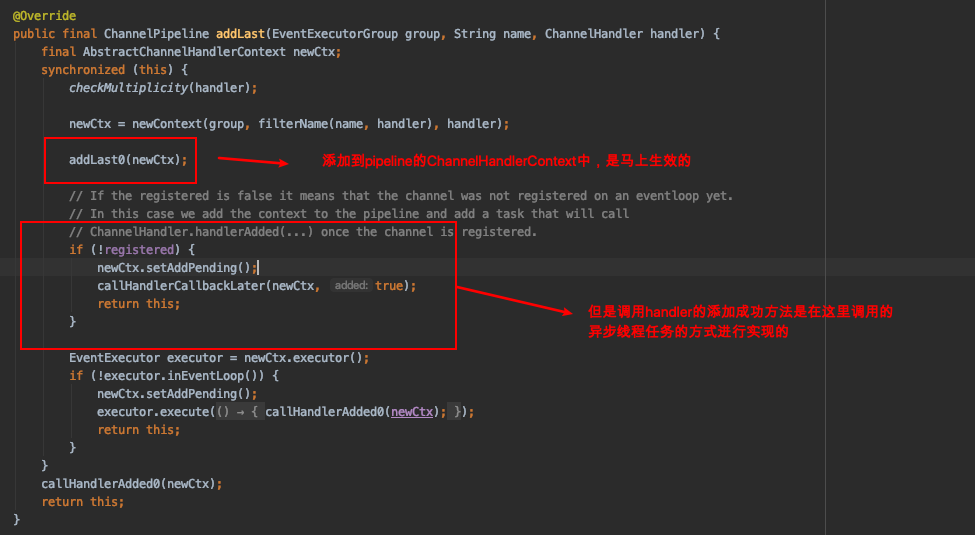 @Override
public final ChannelPipeline addLast(EventExecutorGroup group, String name, ChannelHandler handler) {
final AbstractChannelHandlerContext newCtx;
synchronized (this) {
checkMultiplicity(handler);
newCtx = newContext(group, filterName(name, handler), handler);
addLast0(newCtx);
添加到pipeline的ChannelHandlerContext中，是马上生效的
// If the registered is false it means that the channel was not registered on an eventloop yet.
// In this case we add the context to the pipeline and add a task that will call
// ChannelHandler.handlerAdded(...) once the channel is registered.
if (!registered) {
newCtx.setAddPending();
callHandlerCallbackLater(newCtx, added: true);
return this;
}
但是调用handler的添加成功方法是在这里调用的
异步线程任务的方式进行实现的
EventExecutor executor = newCtx.executor();
if (!executor.inEventLoop()) {
newCtx.setAddPending();
executor.execute(() → { callHandlerAdded0(newCtx); });
return this;
}
}
callHandlerAdded0(newCtx);
return this;
}